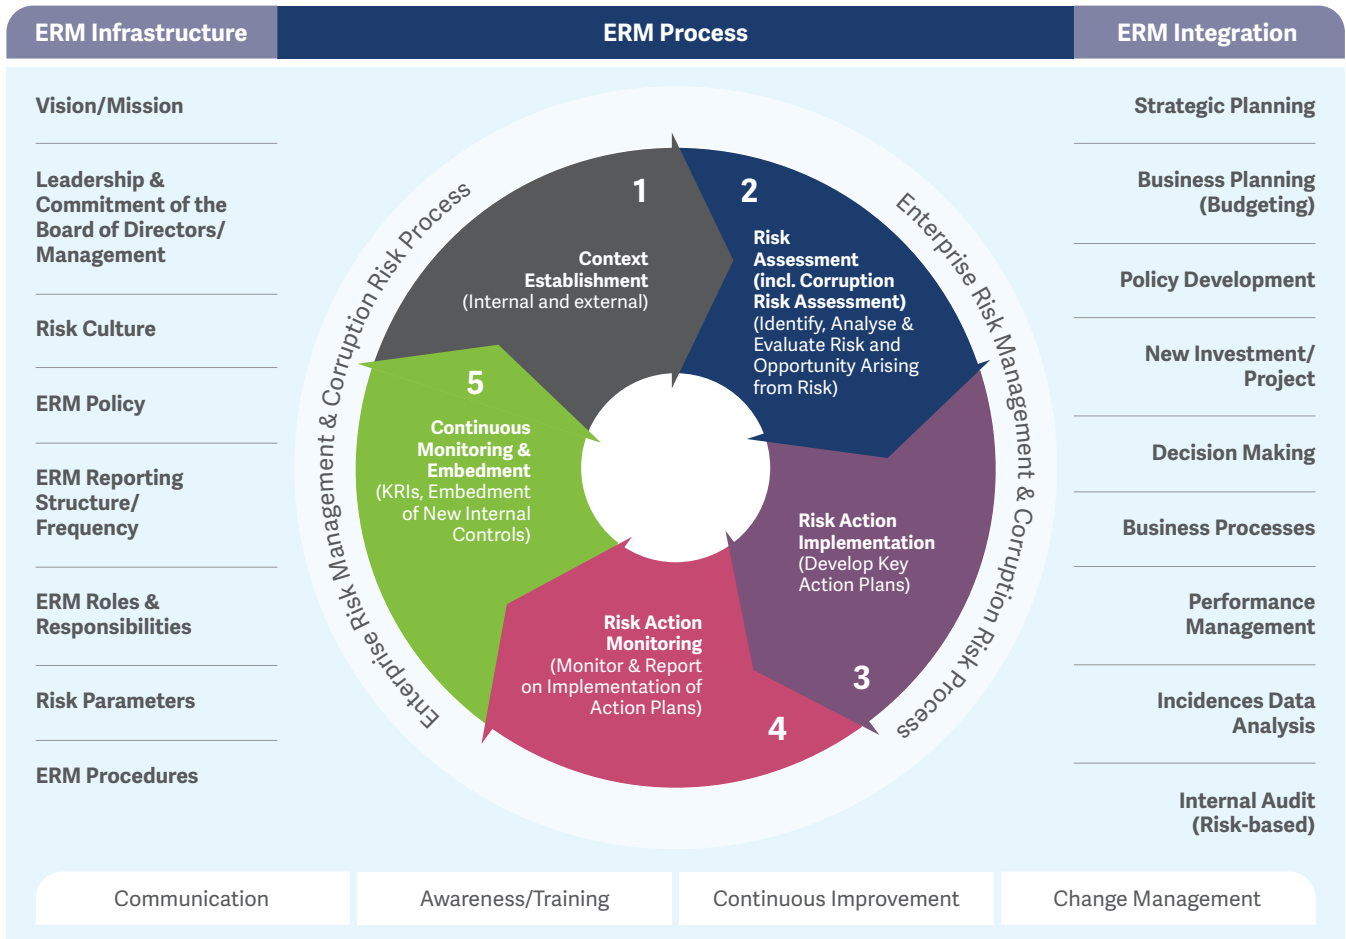 ERM Infrastructure
ERM Process
ERM Integration
Vision/Mission
Leadership &
Commitment of the
Board of Directors/
Management
Risk Culture
ERM Policy
ERM Reporting
Structure/
Frequency
ERM Roles &
Responsibilities
Risk Parameters
ERM Procedures
Enterprise Risk Management & Corruption Risk Process
Enterprise Risk Management & Corruption Risk Process
1
Context
Establishment
(Internal and external)
2
Risk
Assessment
(incl. Corruption
Risk Assessment)
(Identify, Analyse &
Evaluate Risk and
Opportunity Arising
from Risk)
Risk Action
Implementation
(Develop Key
Action Plans)
3
Risk Action
Monitoring
(Monitor & Report
on Implementation of
Action Plans)
4
5
Continuous
Monitoring &
Embedment
(KRIs, Embedment
of New Internal
Controls)
Strategic Planning
Business Planning
(Budgeting)
Policy Development
New Investment/
Project
Decision Making
Business Processes
Performance
Management
Incidences Data
Analysis
Internal Audit
(Risk-based)
Communication
Awareness/Training
Continuous Improvement
Change Management